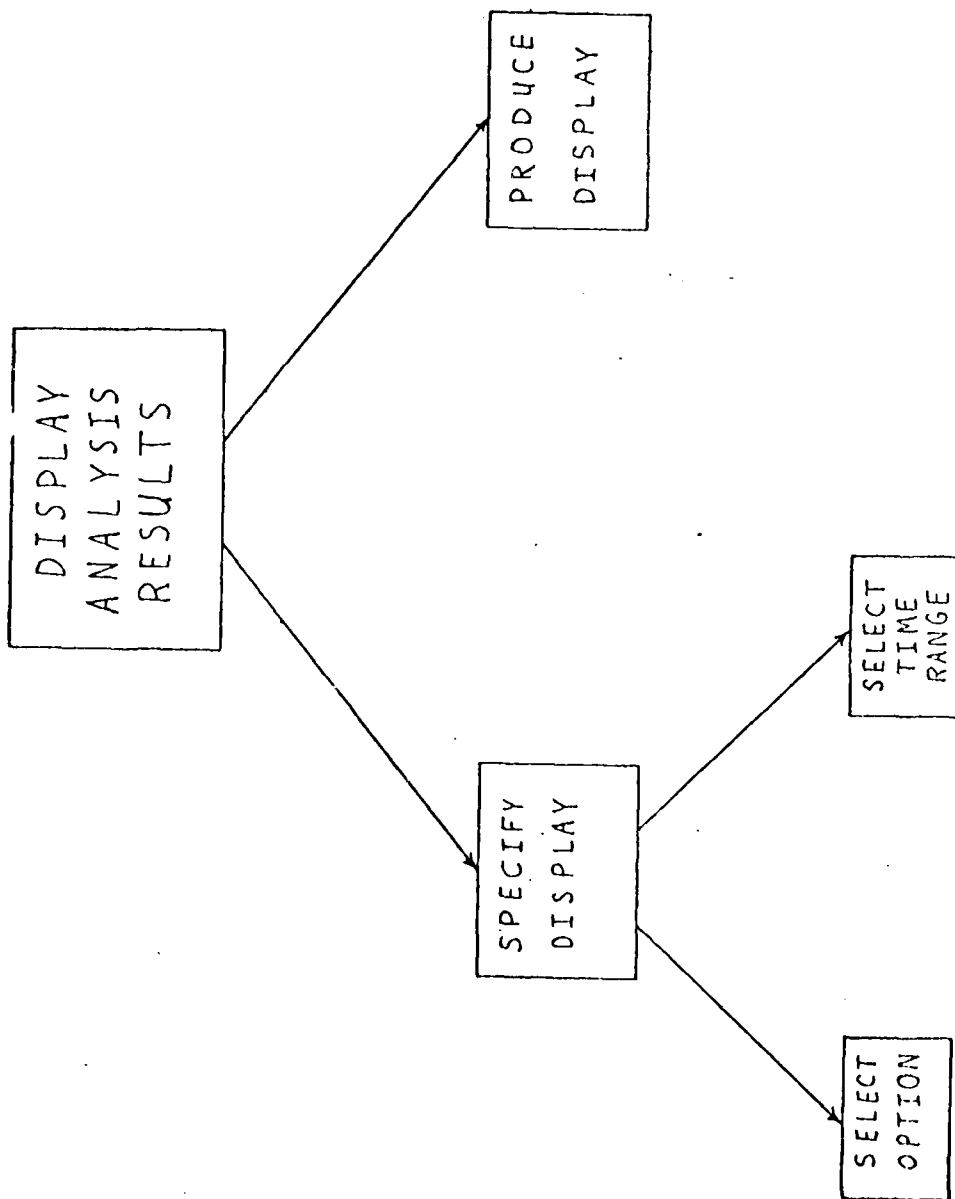 DISPLAY
ANALYSIS
RESULTS
SPECIFY
DISPLAY
PRODUCE
DISPLAY
SELECT
OPTION
SELECT
TIME
RANGE